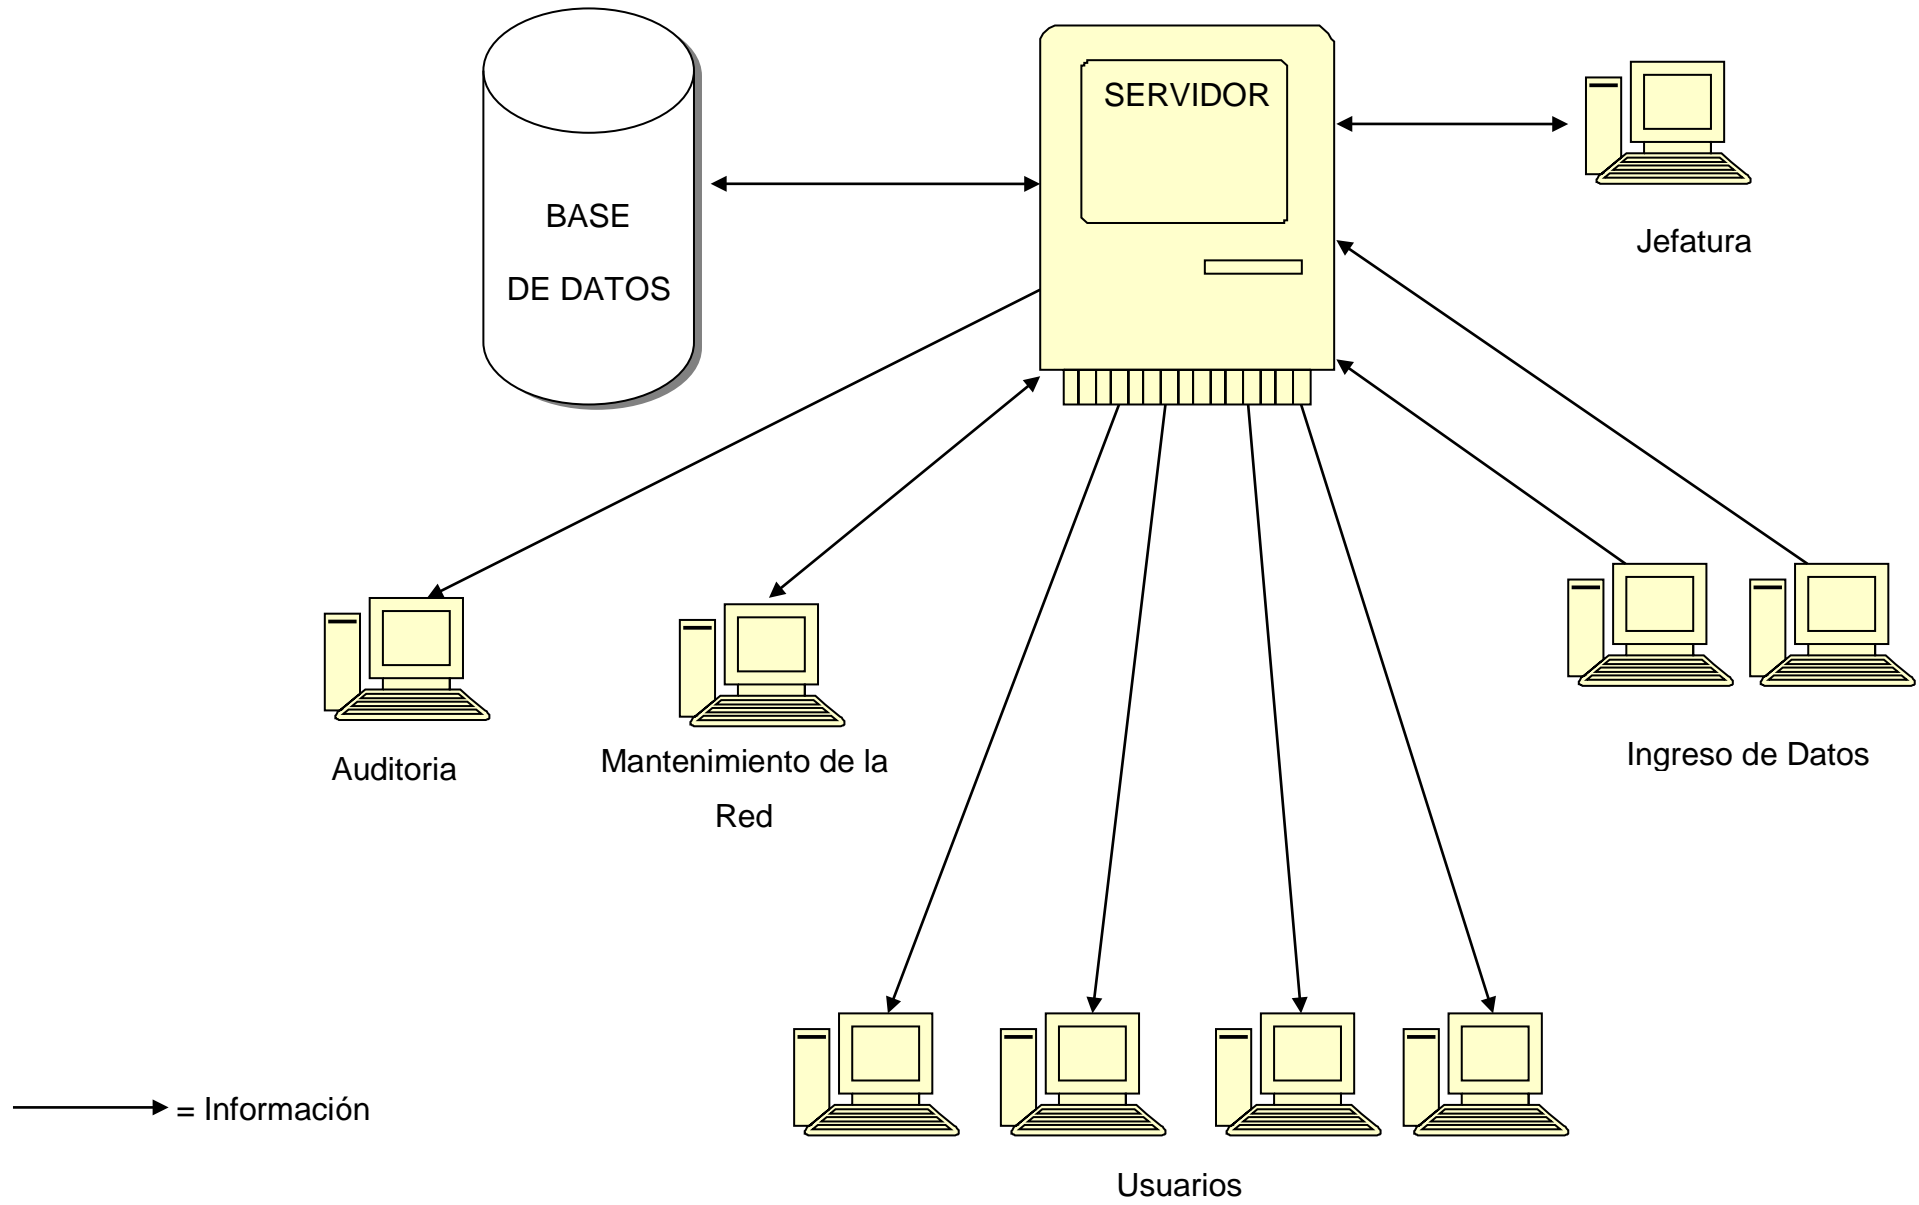 SERVIDOR
BASE
DE DATOS
Jefatura
Auditoria
Mantenimiento de la
Red
Ingreso de Datos
= Información
Usuarios